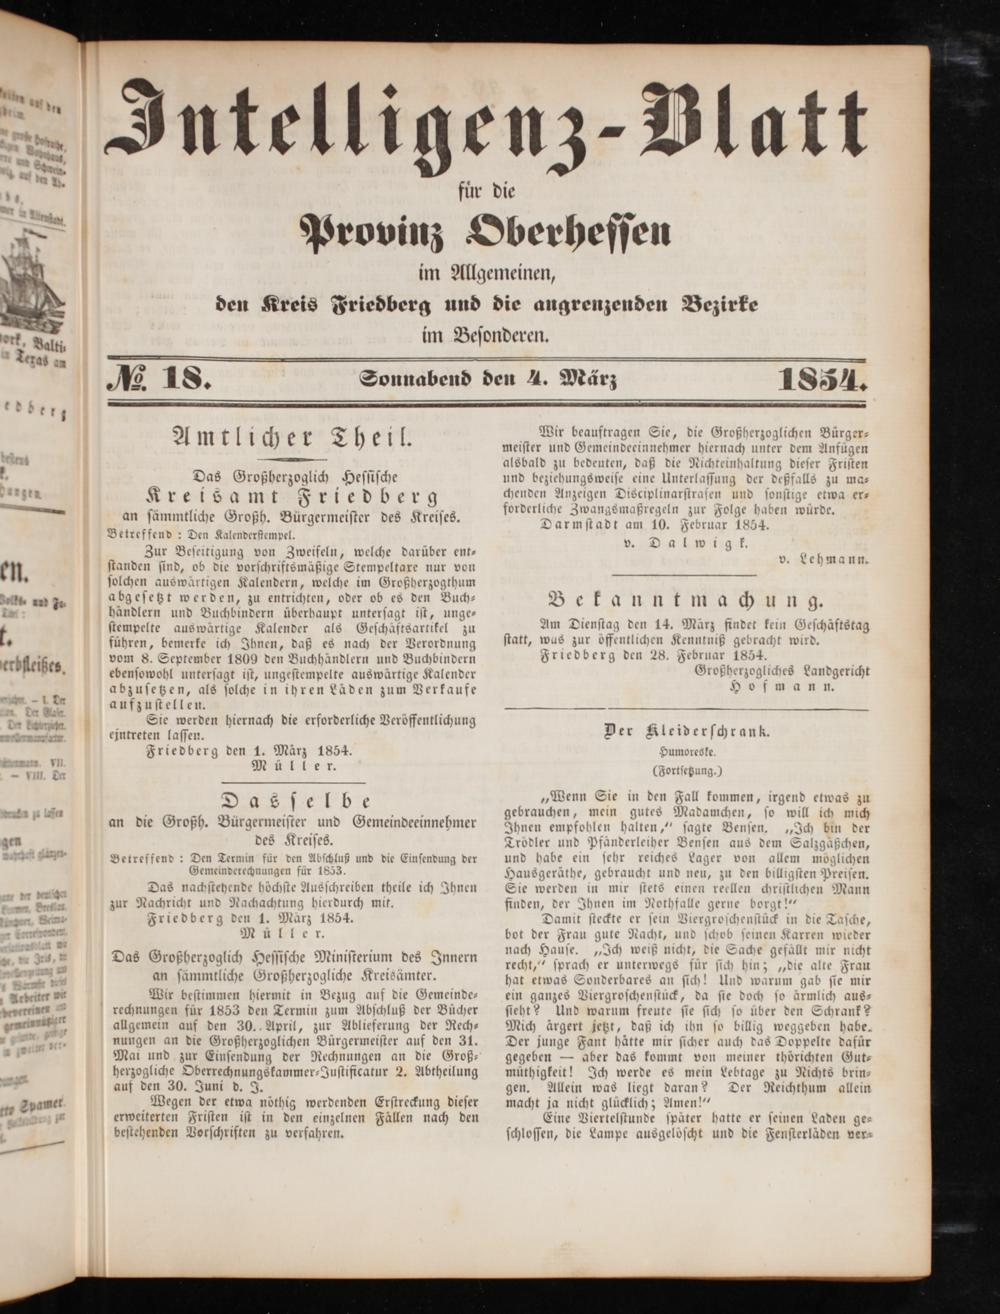 Intelligenz-Blatt
für die
Provinz Oberhessen
im Allgemeinen,
den Kreis Friedberg und die angrenzenden Bezirke
im Besonderen.
No. 18. Sonnabend den 4. März 1854.
Amtlicher Theil.
Das Großherzoglich Hessische
Kreisamt Friedberg
an sämmtliche Großh. Bürgermeister des Kreises.
Betreffend: Den Kalenderstempel.
Zur Beseitigung von Zweifeln, welche darüber ent-
standen sind, ob die vorschriftsmäßige Stempeltaxe nur von
solchen auswärtigen Kalendern, welche im Großherzogthum
abgesetzt werden, zu entrichten, oder ob es den Buch-
händlern und Buchbindern überhaupt untersagt ist, unge-
stempelte auswärtige Kalender als Geschäftsartikel zu
führen, bemerke ich Ihnen, daß es nach der Verordnung
vom 8. September 1809 den Buchhändlern und Buchbindern
ebensowohl untersagt ist, ungestempelte auswärtige Kalender
abzusetzen, als solche in ihren Läden zum Verkaufe
aufzustellen.
Sie werden hiernach die erforderliche Veröffentlichung
eintreten lassen.
Friedberg den 1. März 1854.
Müller.
Dasselbe
an die Großh. Bürgermeister und Gemeindeeinnehmer
des Kreises.
Betreffend: Den Termin für den Abschluß und die Einsendung der
Gemeinderechnungen für 1853.
Das nachstehende höchste Ausschreiben theile ich Ihnen
zur Nachricht und Nachachtung hierdurch mit.
Friedberg den 1. März 1854.
Müller.
Das Großherzoglich Hessische Ministerium des Innern
an sämmtliche Großherzogliche Kreisämter.
Wir bestimmen hiermit in Bezug auf die Gemeinde-
rechnungen für 1853 den Termin zum Abschluß der Bücher
allgemein auf den 30. April, zur Ablieferung der Rech-
nungen an die Großherzoglichen Bürgermeister auf den 31.
Mai und zur Einsendung der Rechnungen an die Groß-
herzogliche Oberrechnungskammer-Justificatur 2. Abtheilung
auf den 30. Juni d. J.
Wegen der etwa nöthig werdenden Erstreckung dieser
erweiterten Fristen ist in den einzelnen Fällen nach den
bestehenden Vorschriften zu verfahren.
Wir beauftragen Sie, die Großherzoglichen Bürger-
meister und Gemeindeeinnehmer hiernach unter dem Anfügen
alsbald zu bedeuten, daß die Nichteinhaltung dieser Fristen
und beziehungsweise eine Unterlassung der deßfalls zu ma-
chenden Anzeigen Disciplinarstrafen und sonstige etwa er-
forderliche Zwangsmaßregeln zur Folge haben würde.
Darmstadt am 10. Februar 1854.
v. Dalwigk.
v. Lehmann.
Bekanntmachung.
Am Dienstag den 14. März findet kein Geschäftstag
statt, was zur öffentlichen Kenntniß gebracht wird.
Friedberg den 28. Februar 1854.
Großherzogliches Landgericht
Hofmann.
Der Kleiderschrank.
Humoreske.
(Fortsetzung.)
„Wenn Sie in den Fall kommen, irgend etwas zu
gebrauchen, mein gutes Madamchen, so will ich mich
Ihnen empfohlen halten,“ sagte Bensen. „Ich bin der
Trödler und Pfänderleiher Bensen aus dem Salzgäßchen,
und habe ein sehr reiches Lager von allem möglichen
Hausgeräthe, gebraucht und neu, zu den billigsten Preisen.
Sie werden in mir stets einen reellen christlichen Mann
finden, der Ihnen im Nothfalle gerne borgt!“
Damit steckte er sein Viergroschenstück in die Tasche,
bot der Frau gute Nacht, und schob seinen Karren wieder
nach Hause. „Ich weiß nicht, die Sache gefällt mir nicht
recht,“ sprach er unterwegs für sich hin; „die alte Frau
hat etwas Sonderbares an sich! Und warum gab sie mir
ein ganzes Viergroschenstück, da sie doch so ärmlich aus-
sieht? Und warum freute sie sich so über den Schrank?
Mich ärgert jetzt, daß ich ihn so billig weggeben habe.
Der junge Fant hätte mir sicher auch das Doppelte dafür
gegeben — aber das kommt von meiner thörichten Gut-
müthigkeit! Ich werde es mein Lebtage zu Nichts brin-
gen. Allein was liegt daran? Der Reichthum allein
macht ja nicht glücklich; Amen!“
Eine Viertelstunde später hatte er seinen Laden ge-
schlossen, die Lampe ausgelöscht und die Fensterläden ver-